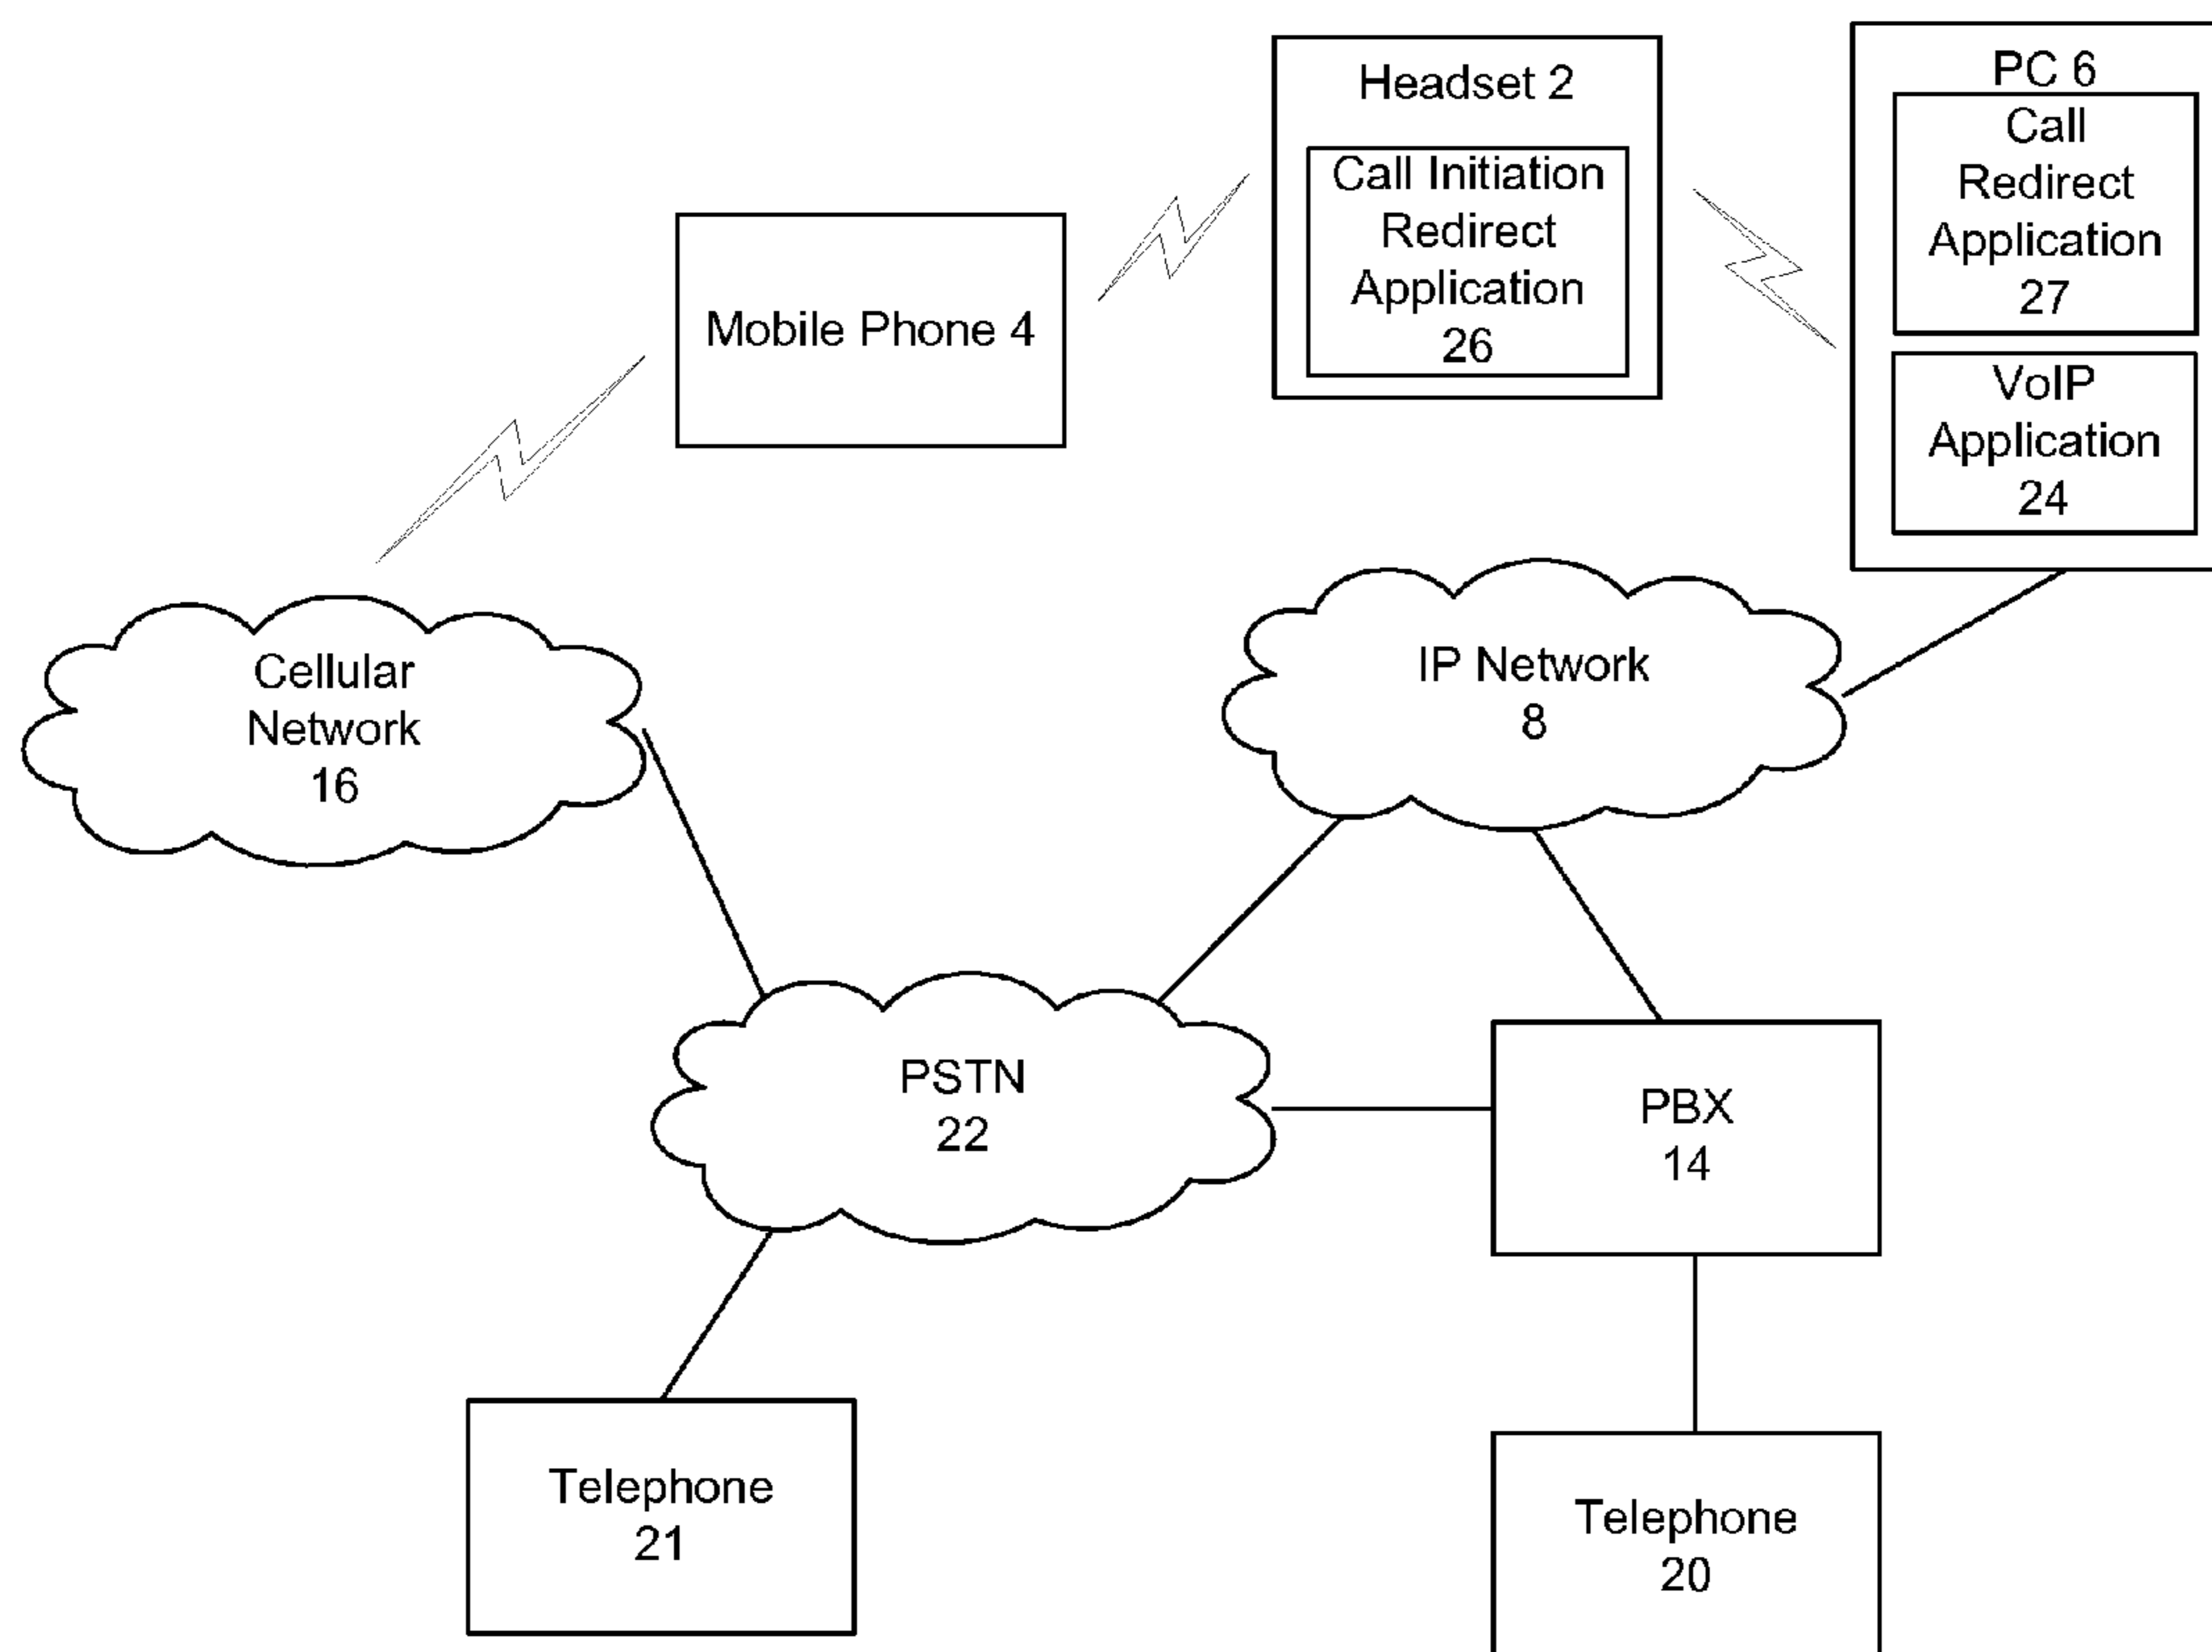 Headset 2
Call Initiation
Redirect
Application
26
PC 6
Call
Redirect
Application
27
VoIP
Application
24
Mobile Phone 4
Cellular
Network
16
IP Network
8
PSTN
22
PBX
14
Telephone
21
Telephone
20